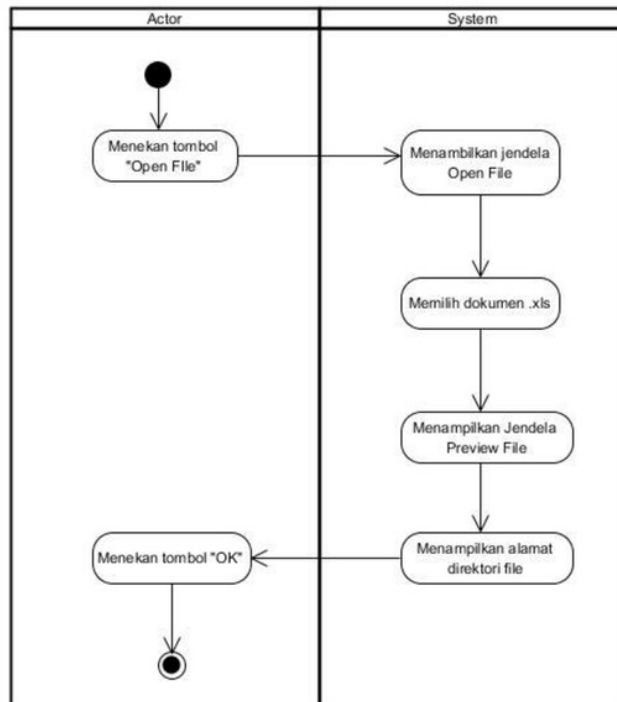 Actor
System
Menekan tombol
"Open FIle"
Menambilkan jendela
Open File
Memilih dokumen .xls
Menampilkan Jendela
Preview File
Menampilkan alamat
direktori file
Menekan tombol "OK"